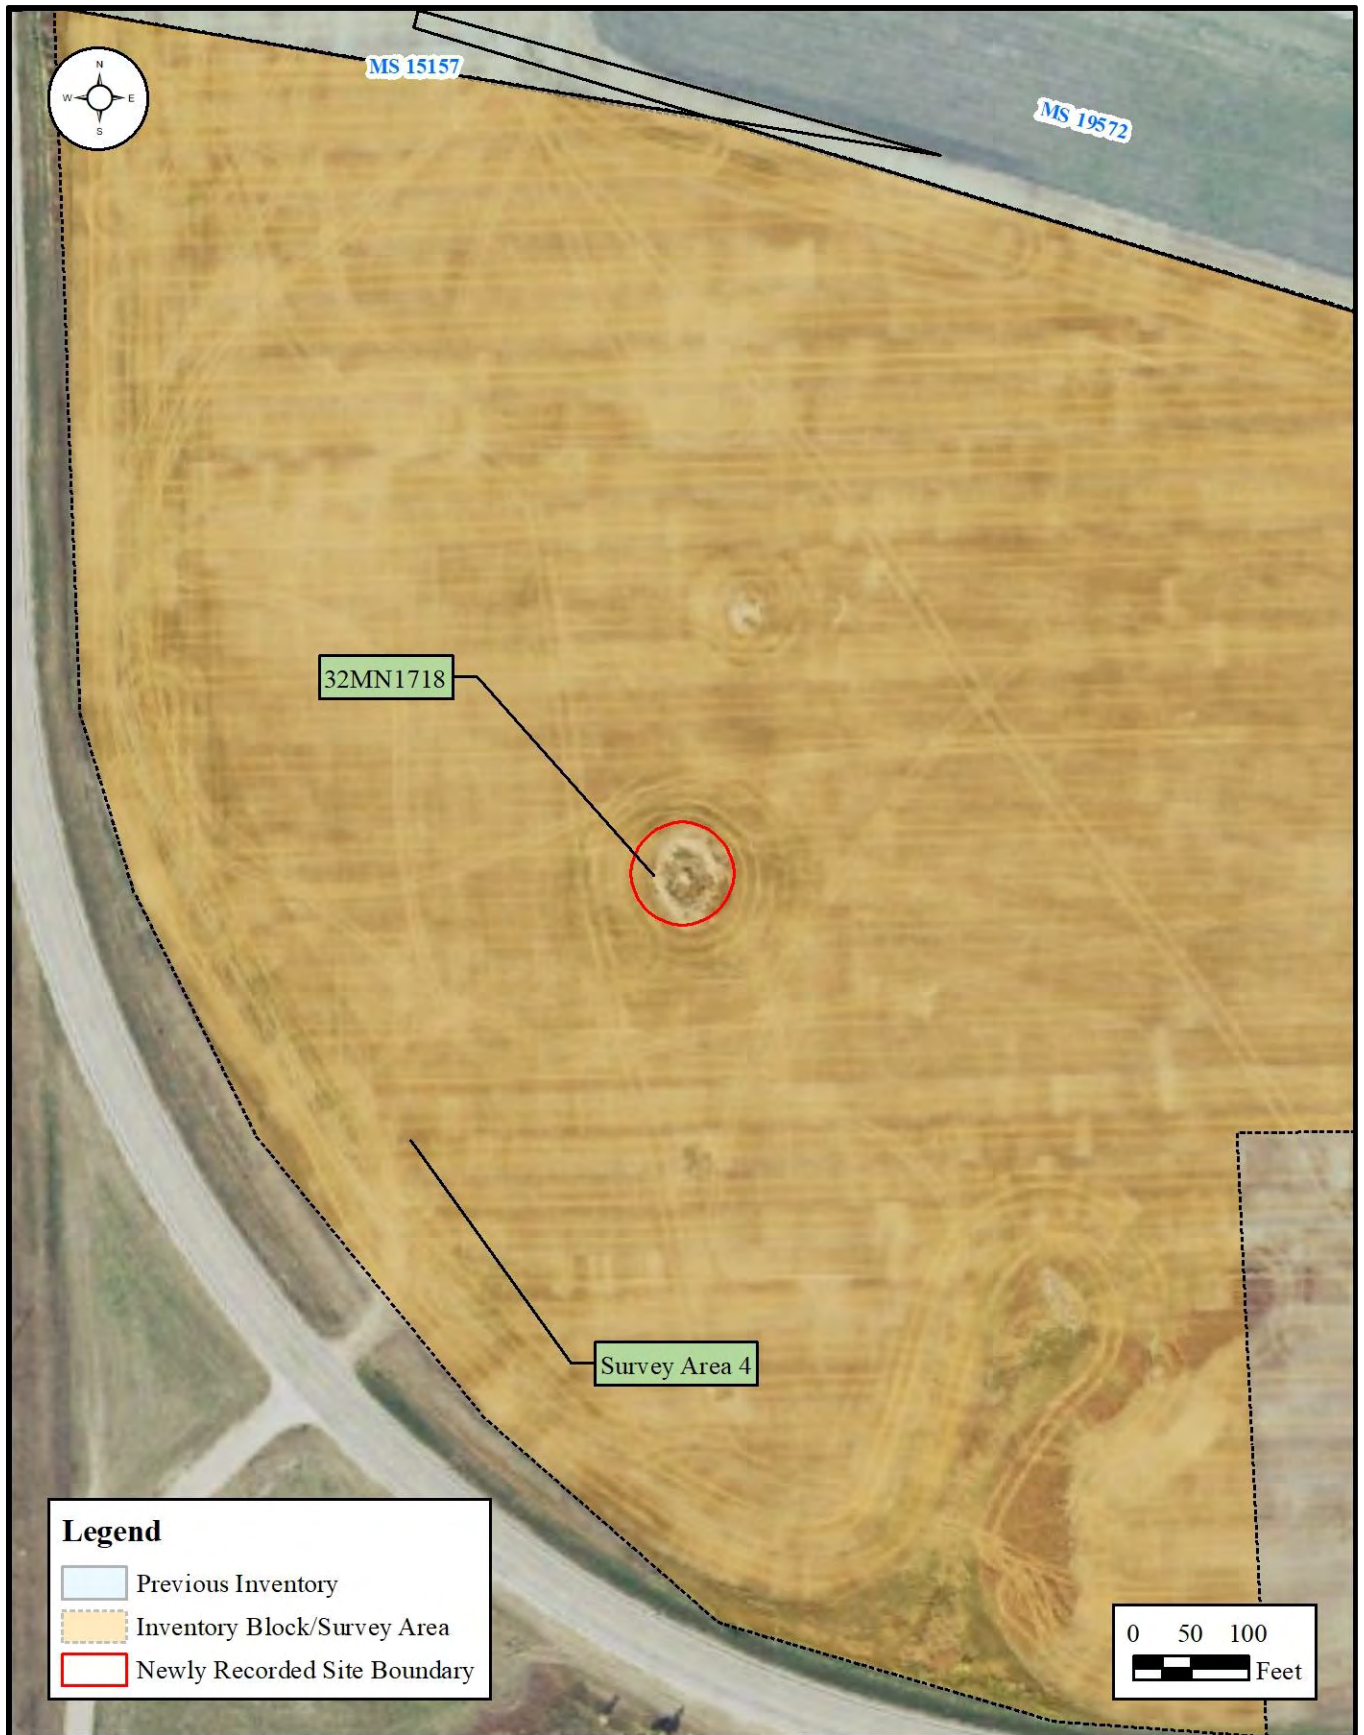 MS 15157
MS 19572
N
W E
S
32MN1718
Survey Area 4
Legend
Previous Inventory
Inventory Block/Survey Area
Newly Recorded Site Boundary
0 50 100
Feet